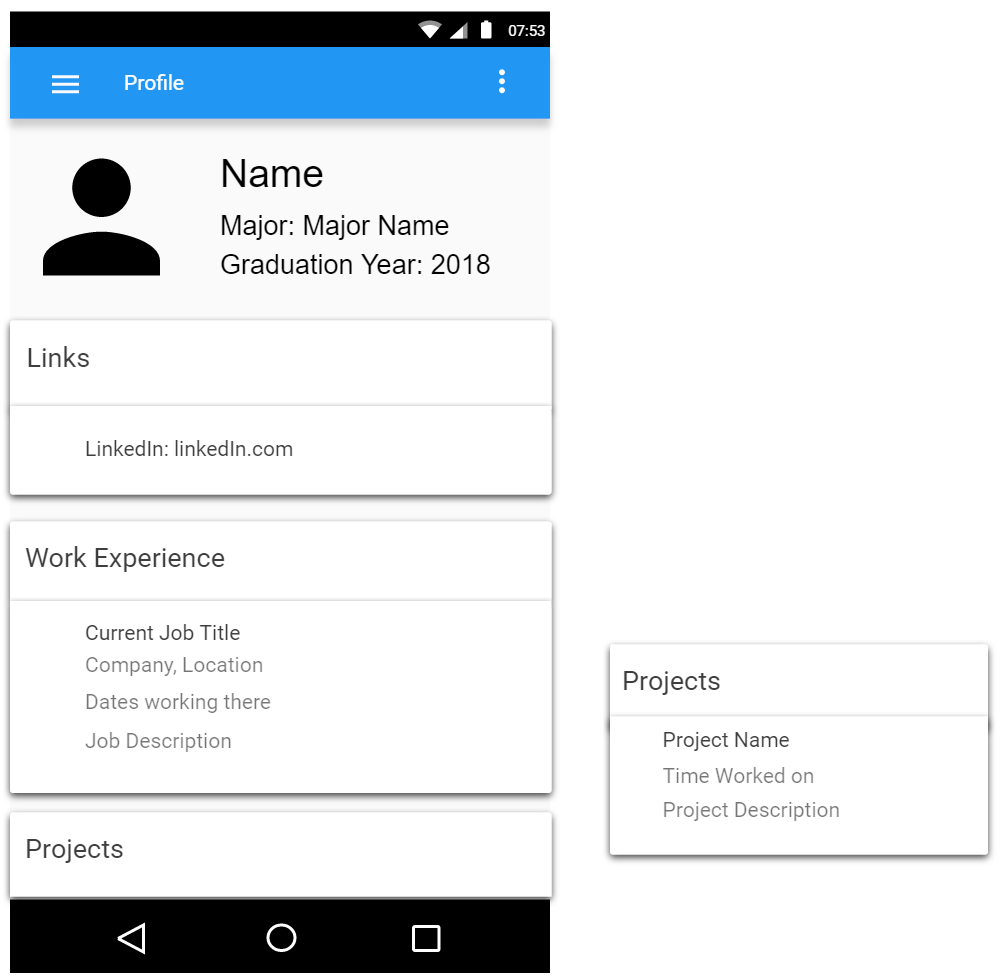 07:53
Profile
Name
Major: Major Name
Graduation Year: 2018
Links
LinkedIn: linkedIn.com
Work Experience
Current Job Title
Company, Location
Dates working there
Job Description
Projects
Projects
Project Name
Time Worked on
Project Description